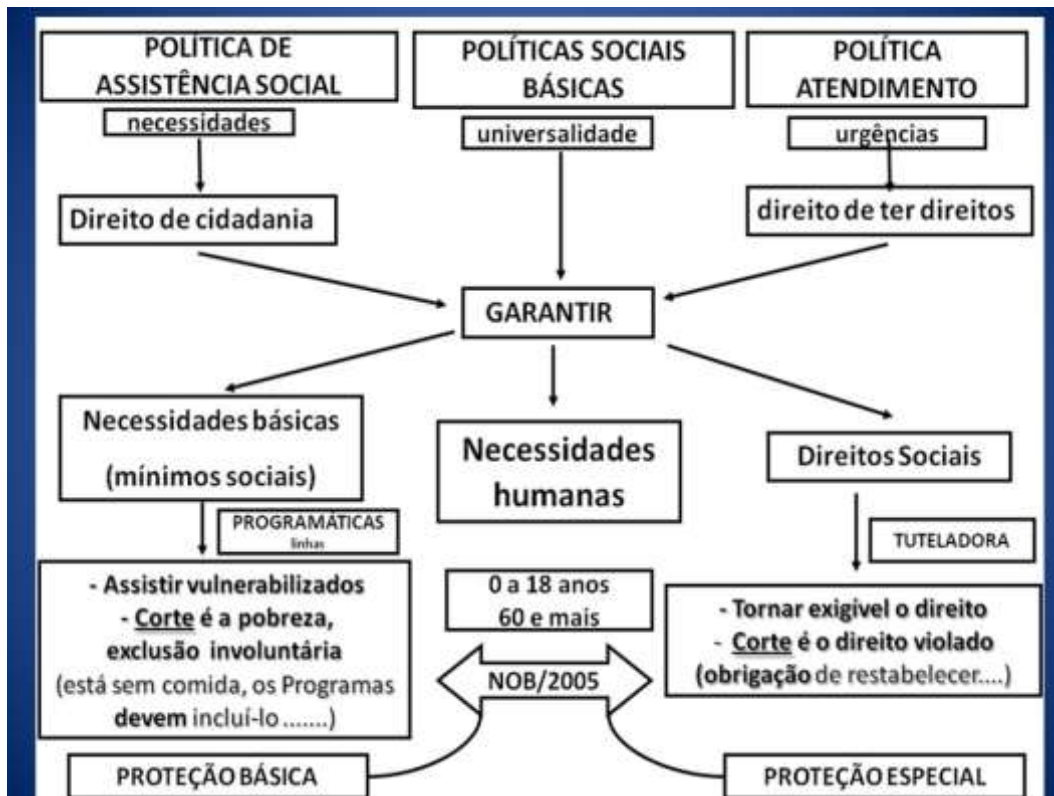 POLÍTICA DE
ASSISTÊNCIA SOCIAL
necessidades
POLÍTICAS SOCIAIS
BÁSICAS
universalidade
POLÍTICA
ATENDIMENTO
urgências
Direito de cidadania
direito de ter direitos
GARANTIR
Necessidades básicas
(mínimos sociais)
Necessidades
humanas
Direitos Sociais
PROGRAMÁTICAS
linhas
TUTELADORA
- Assistir vulnerabilizados
- Corte é a pobreza,
exclusão involuntária
(está sem comida, os Programas
devem incluí-lo .......)
0 a 18 anos
60 e mais
NOB/2005
- Tornar exigível o direito
- Corte é o direito violado
(obrigação de restabelecer....)
PROTEÇÃO BÁSICA
PROTEÇÃO ESPECIAL